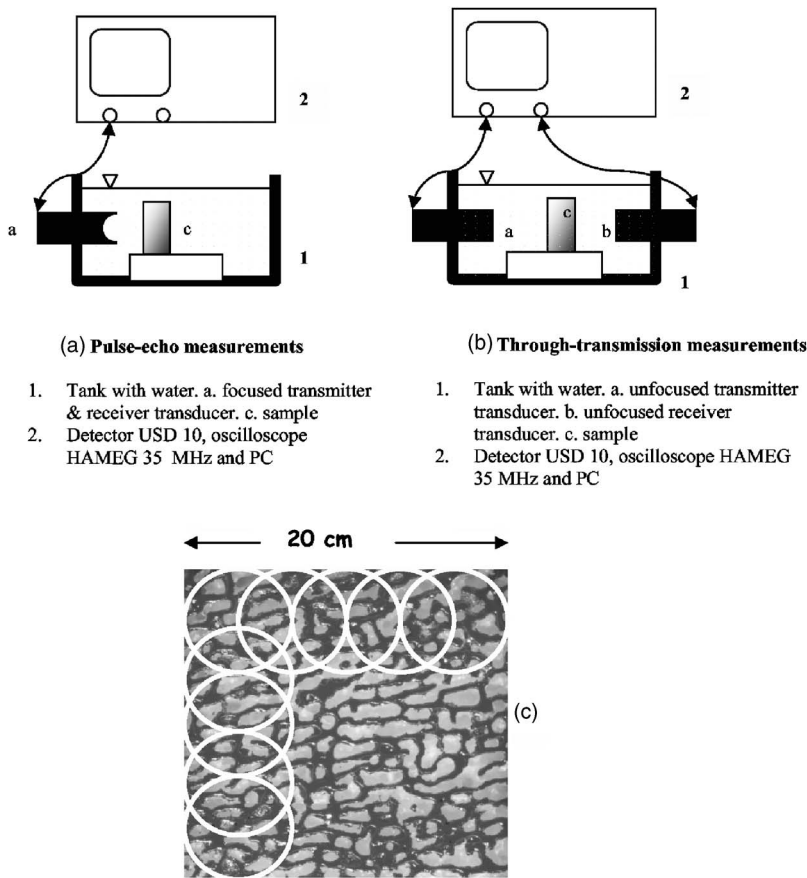 2
a
c
1
(a) Pulse-echo measurements
1. Tank with water. a. focused transmitter
& receiver transducer. c. sample
2. Detector USD 10, oscilloscope
HAMEG 35 MHz and PC
2
c
a
b
1
(b) Through-transmission measurements
1. Tank with water. a. unfocused transmitter
transducer. b. unfocused receiver
transducer. c. sample
2. Detector USD 10, oscilloscope HAMEG
35 MHz and PC
20 cm
(c)